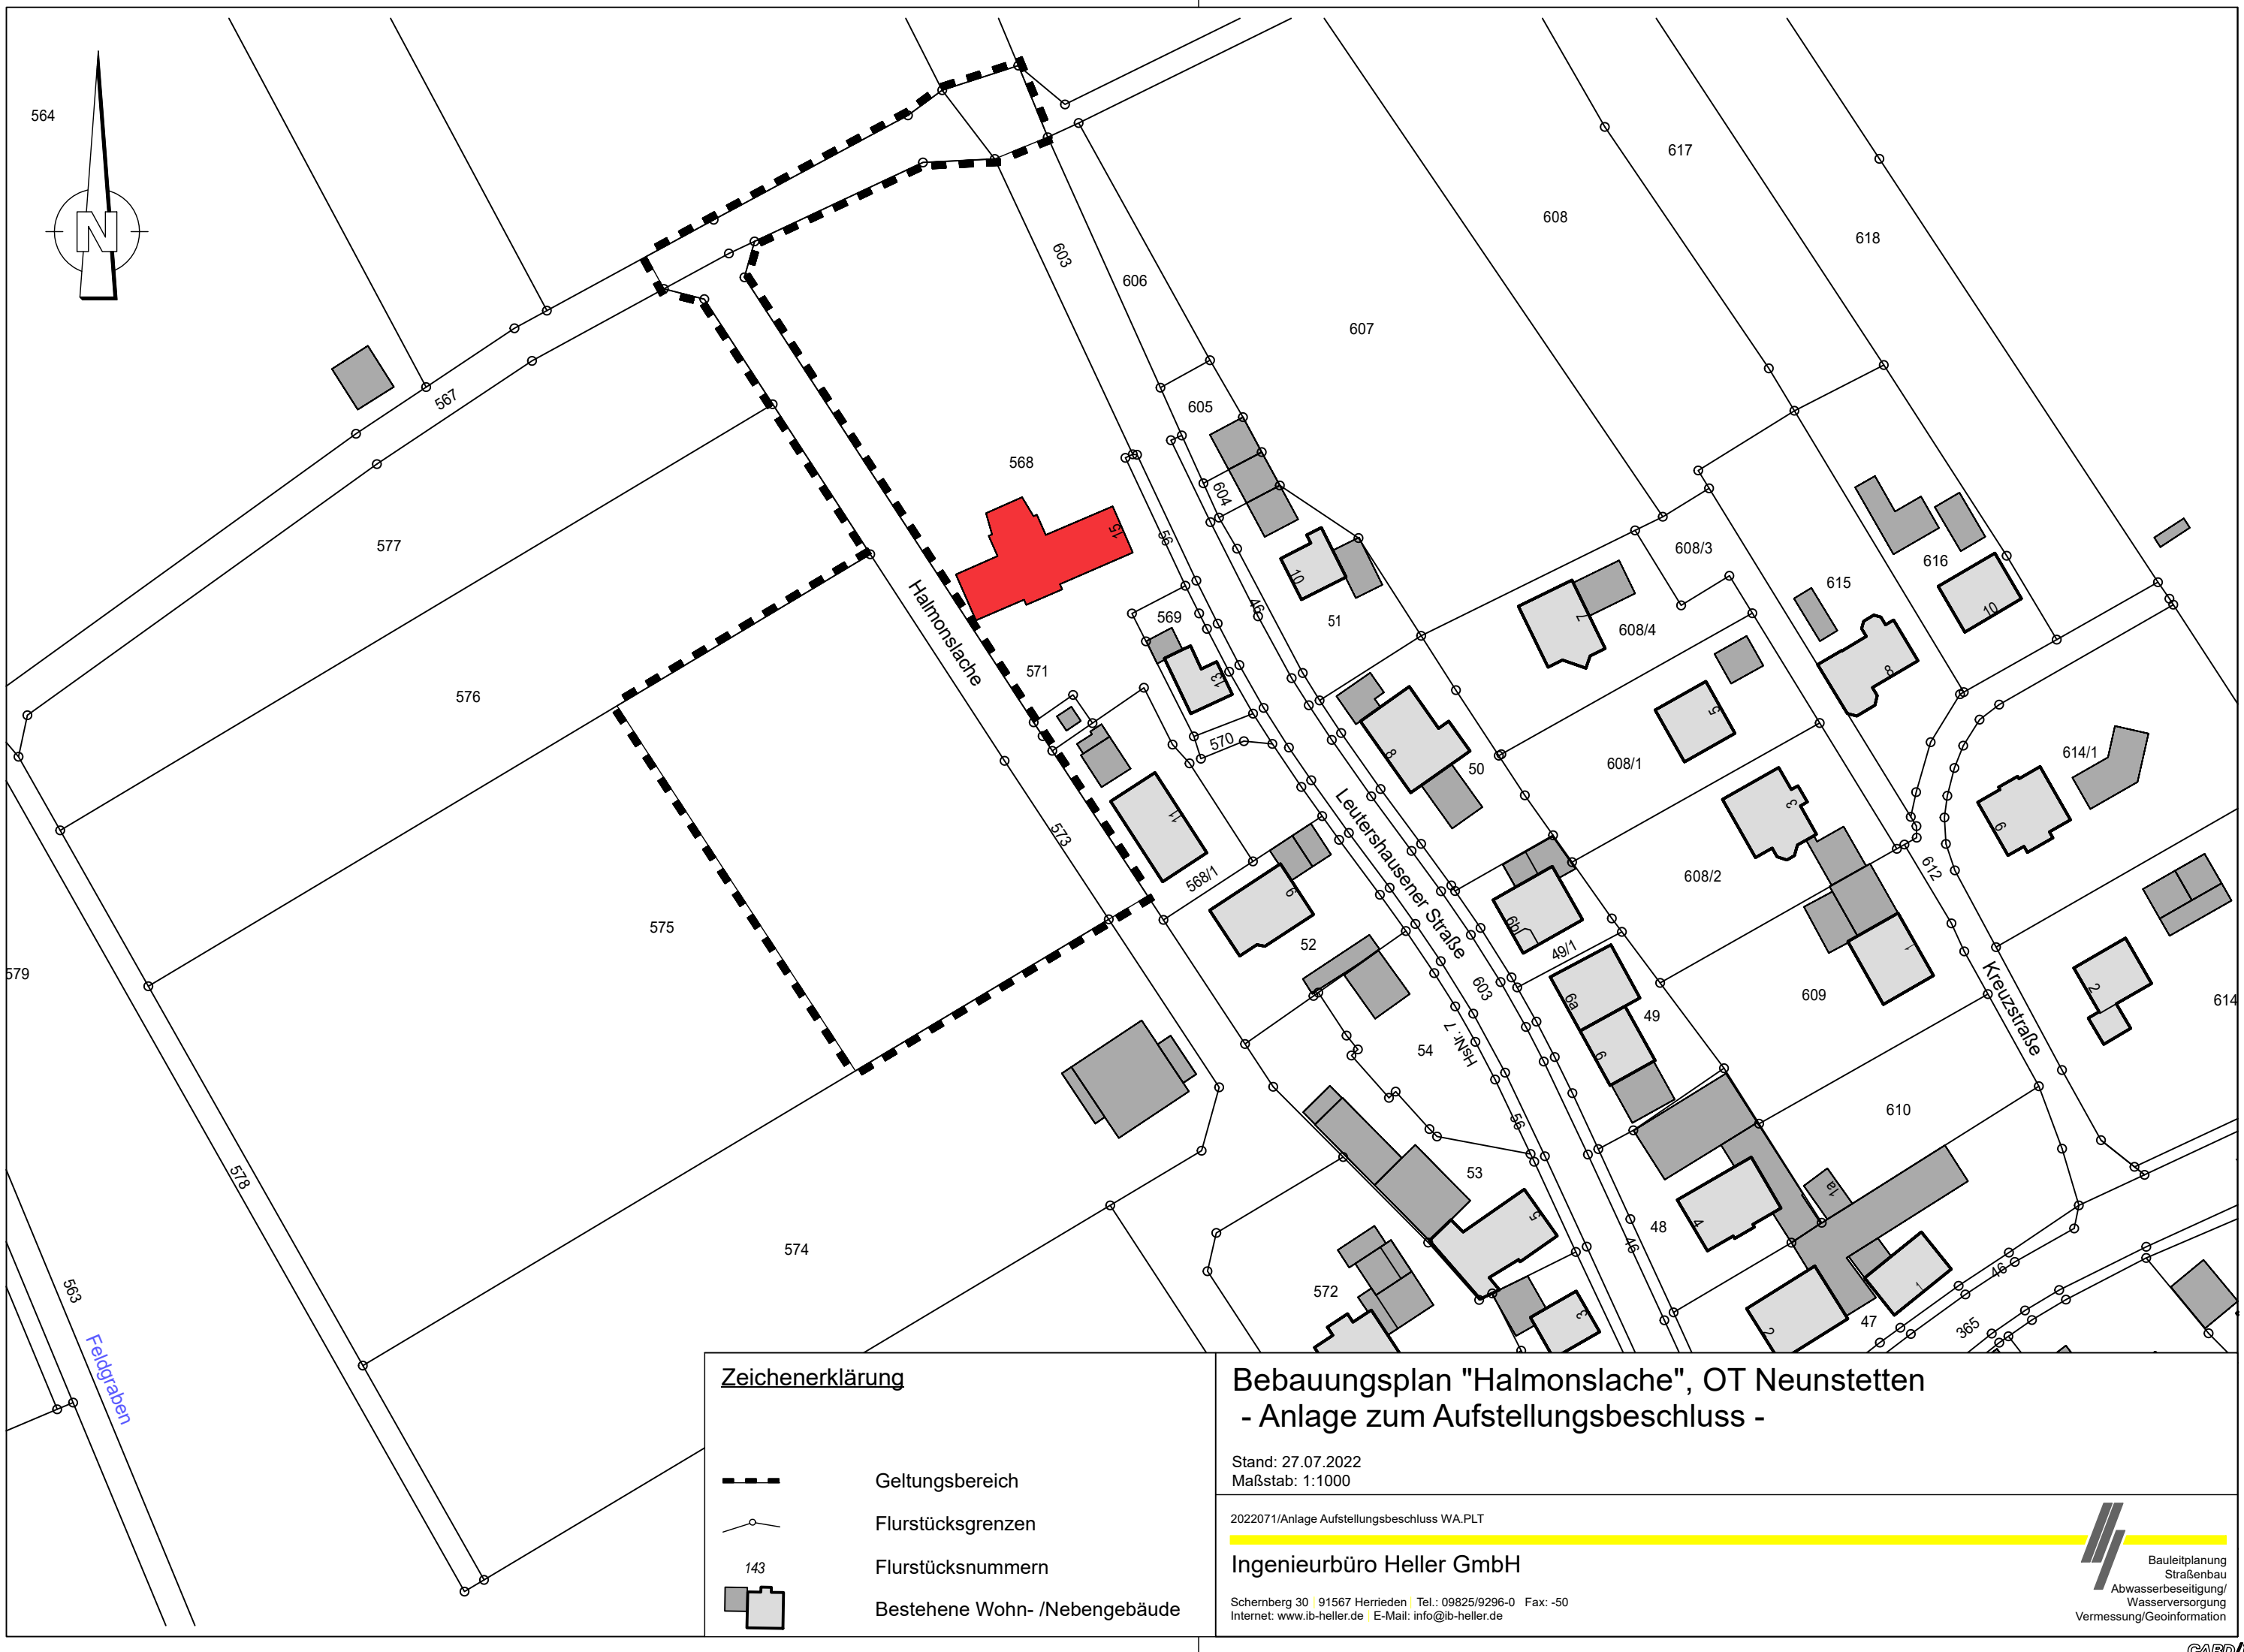 564
N
567
577
576
575
579
578
563
Feldgraben
574
573
Halmonslache
568
15
571
569
13
570
11
568/1
9
52
54
53
5
3
572
603
606
605
604
56
46
10
51
607
608
617
618
608/3
608/4
7
608/1
5
608/2
3
615
8
616
10
614/1
6
612
1
609
Kreuzstraße
2
614
610
1a
1
47
2
4
48
46
365
46
56
HsNr.7
603
Leutershausener Straße
8
50
6b
49/1
6a
49
6
Zeichenerklärung
Geltungsbereich
Flurstücksgrenzen
143
Flurstücksnummern
Bestehene Wohn- /Nebengebäude
Bebauungsplan "Halmonslache", OT Neunstetten
- Anlage zum Aufstellungsbeschluss -
Stand: 27.07.2022
Maßstab: 1:1000
2022071/Anlage Aufstellungsbeschluss WA.PLT
Ingenieurbüro Heller GmbH
Schernberg 30 | 91567 Herrieden | Tel.: 09825/9296-0 Fax: -50
Internet: www.ib-heller.de | E-Mail: info@ib-heller.de
Bauleitplanung
Straßenbau
Abwasserbeseitigung/
Wasserversorgung
Vermessung/Geoinformation